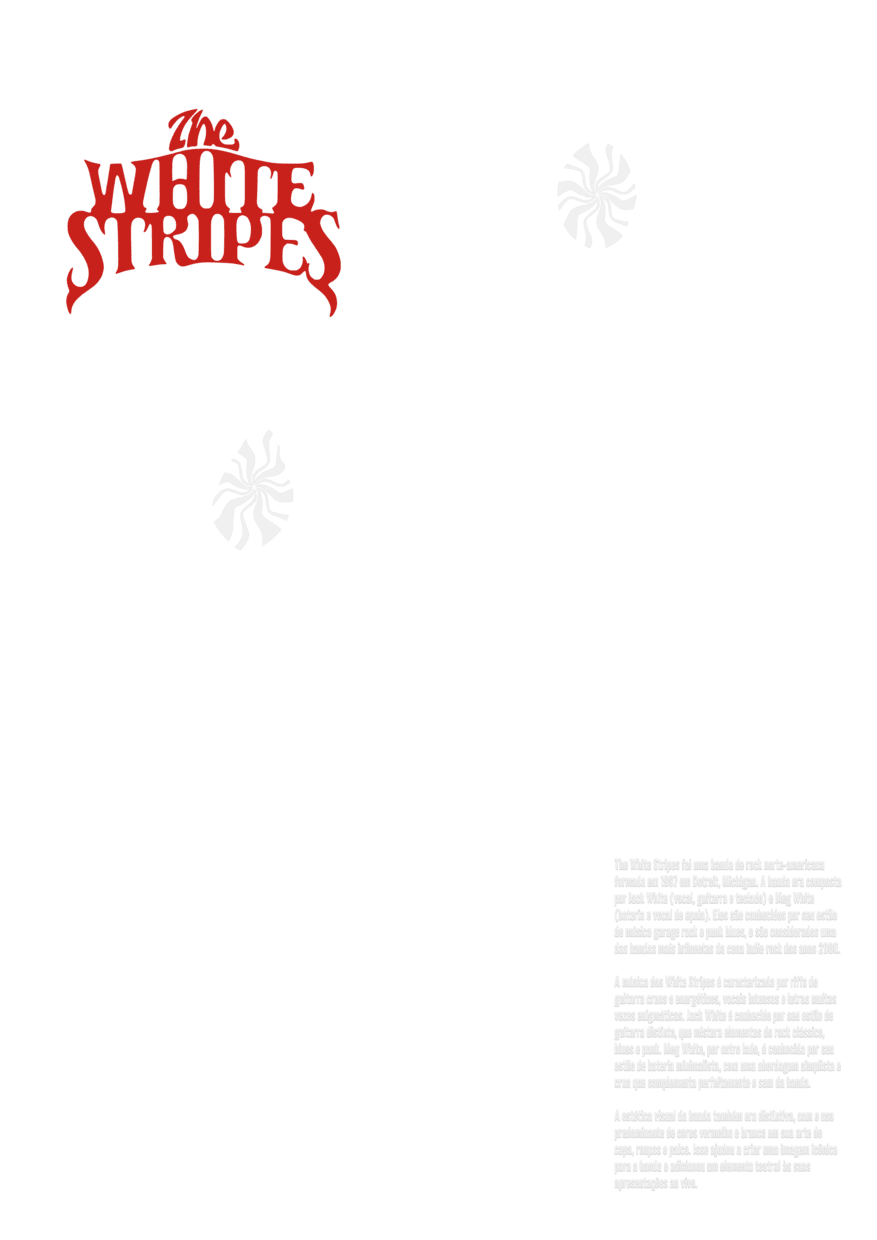 The
WHITE
STRIPES
The White Stripes foi uma banda de rock norte-americana
formada em 1997 em Detroit, Michigan. A banda era composta
por Jack White (vocal, guitarra e teclado) e Meg White
(bateria e vocal de apoio). Eles são conhecidos por seu estilo
de música garage rock e punk blues, e são considerados uma
das bandas mais influentes da cena indie rock dos anos 2000.
A música dos White Stripes é caracterizada por riffs de
guitarra crus e energéticos, vocais intensos e letras muitas
vezes enigmáticas. Jack White é conhecido por seu estilo de
guitarra distinto, que mistura elementos de rock clássico,
blues e punk. Meg White, por outro lado, é conhecida por seu
estilo de bateria minimalista, com uma abordagem simplista e
crua que complementa perfeitamente o som da banda.
A estética visual da banda também era distintiva, com o uso
predominante de cores vermelho e branco em sua arte de
capa, roupas e palco. Isso ajudou a criar uma imagem icônica
para a banda e adicionou um elemento teatral às suas
apresentações ao vivo.